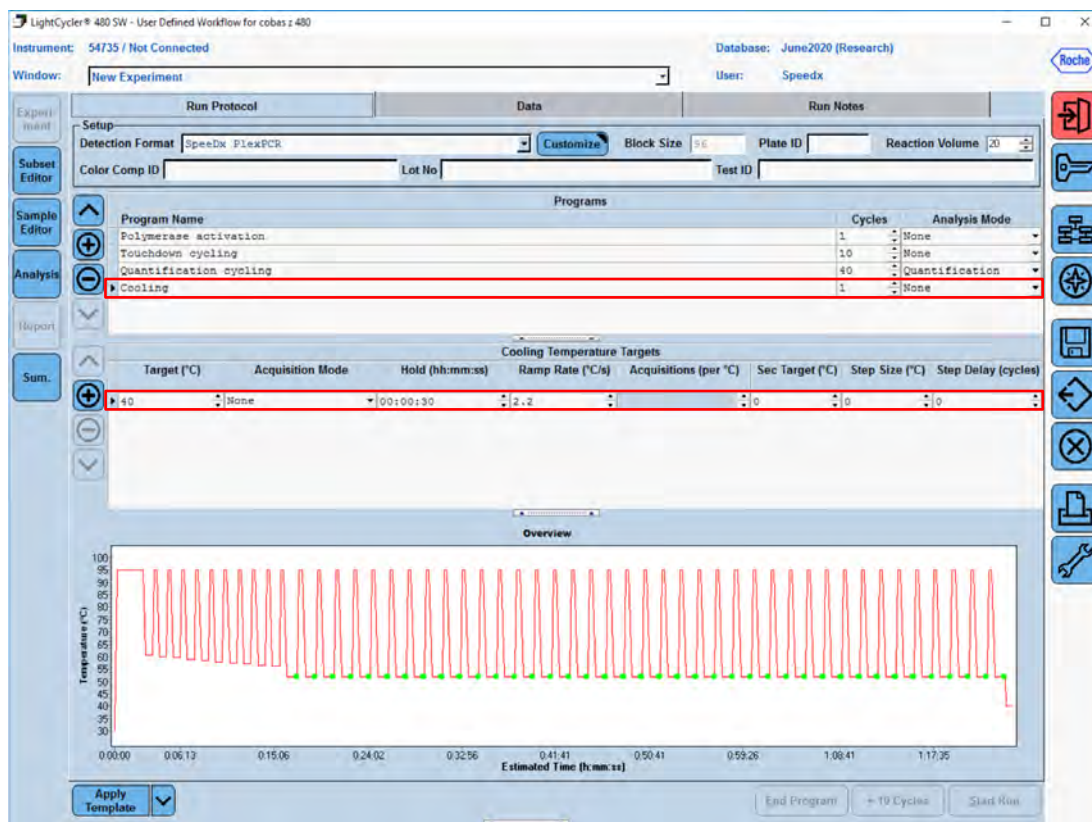 LightCycler® 480 SW - User Defined Workflow for cobas z 480
Instrument: 54735 / Not Connected Database: June2020 (Research)
Roche
Window: New Experiment User: Speedx
Experi-
ment
Run Protocol Data Run Notes
Setup
Detection Format SpeeDx PlexPCR Customize Block Size 96 Plate ID Reaction Volume 20
Color Comp ID Lot No Test ID
Subset
Editor
Sample
Editor
Analysis
Report
Sum.
Programs
Program Name Cycles Analysis Mode
Polymerase activation 1 None
Touchdown cycling 10 None
Quantification cycling 40 Quantification
Cooling 1 None
Cooling Temperature Targets
Target (°C) Acquisition Mode Hold (hh:mm:ss) Ramp Rate (°C/s) Acquisitions (per °C) Sec Target (°C) Step Size (°C) Step Delay (cycles)
40 None 00:00:30 2.2 0 0 0
Overview
100
95
90
85
80
75
70
65
60
55
50
45
40
35
30
Temperature (°C)
0:00:00 0:06:13 0:15:06 0:24:02 0:32:56 0:41:41 0:50:41 0:59:26 1:08:41 1:17:35
Estimated Time (h:mm:ss)
Apply
Template
End Program + 10 Cycles Start Run